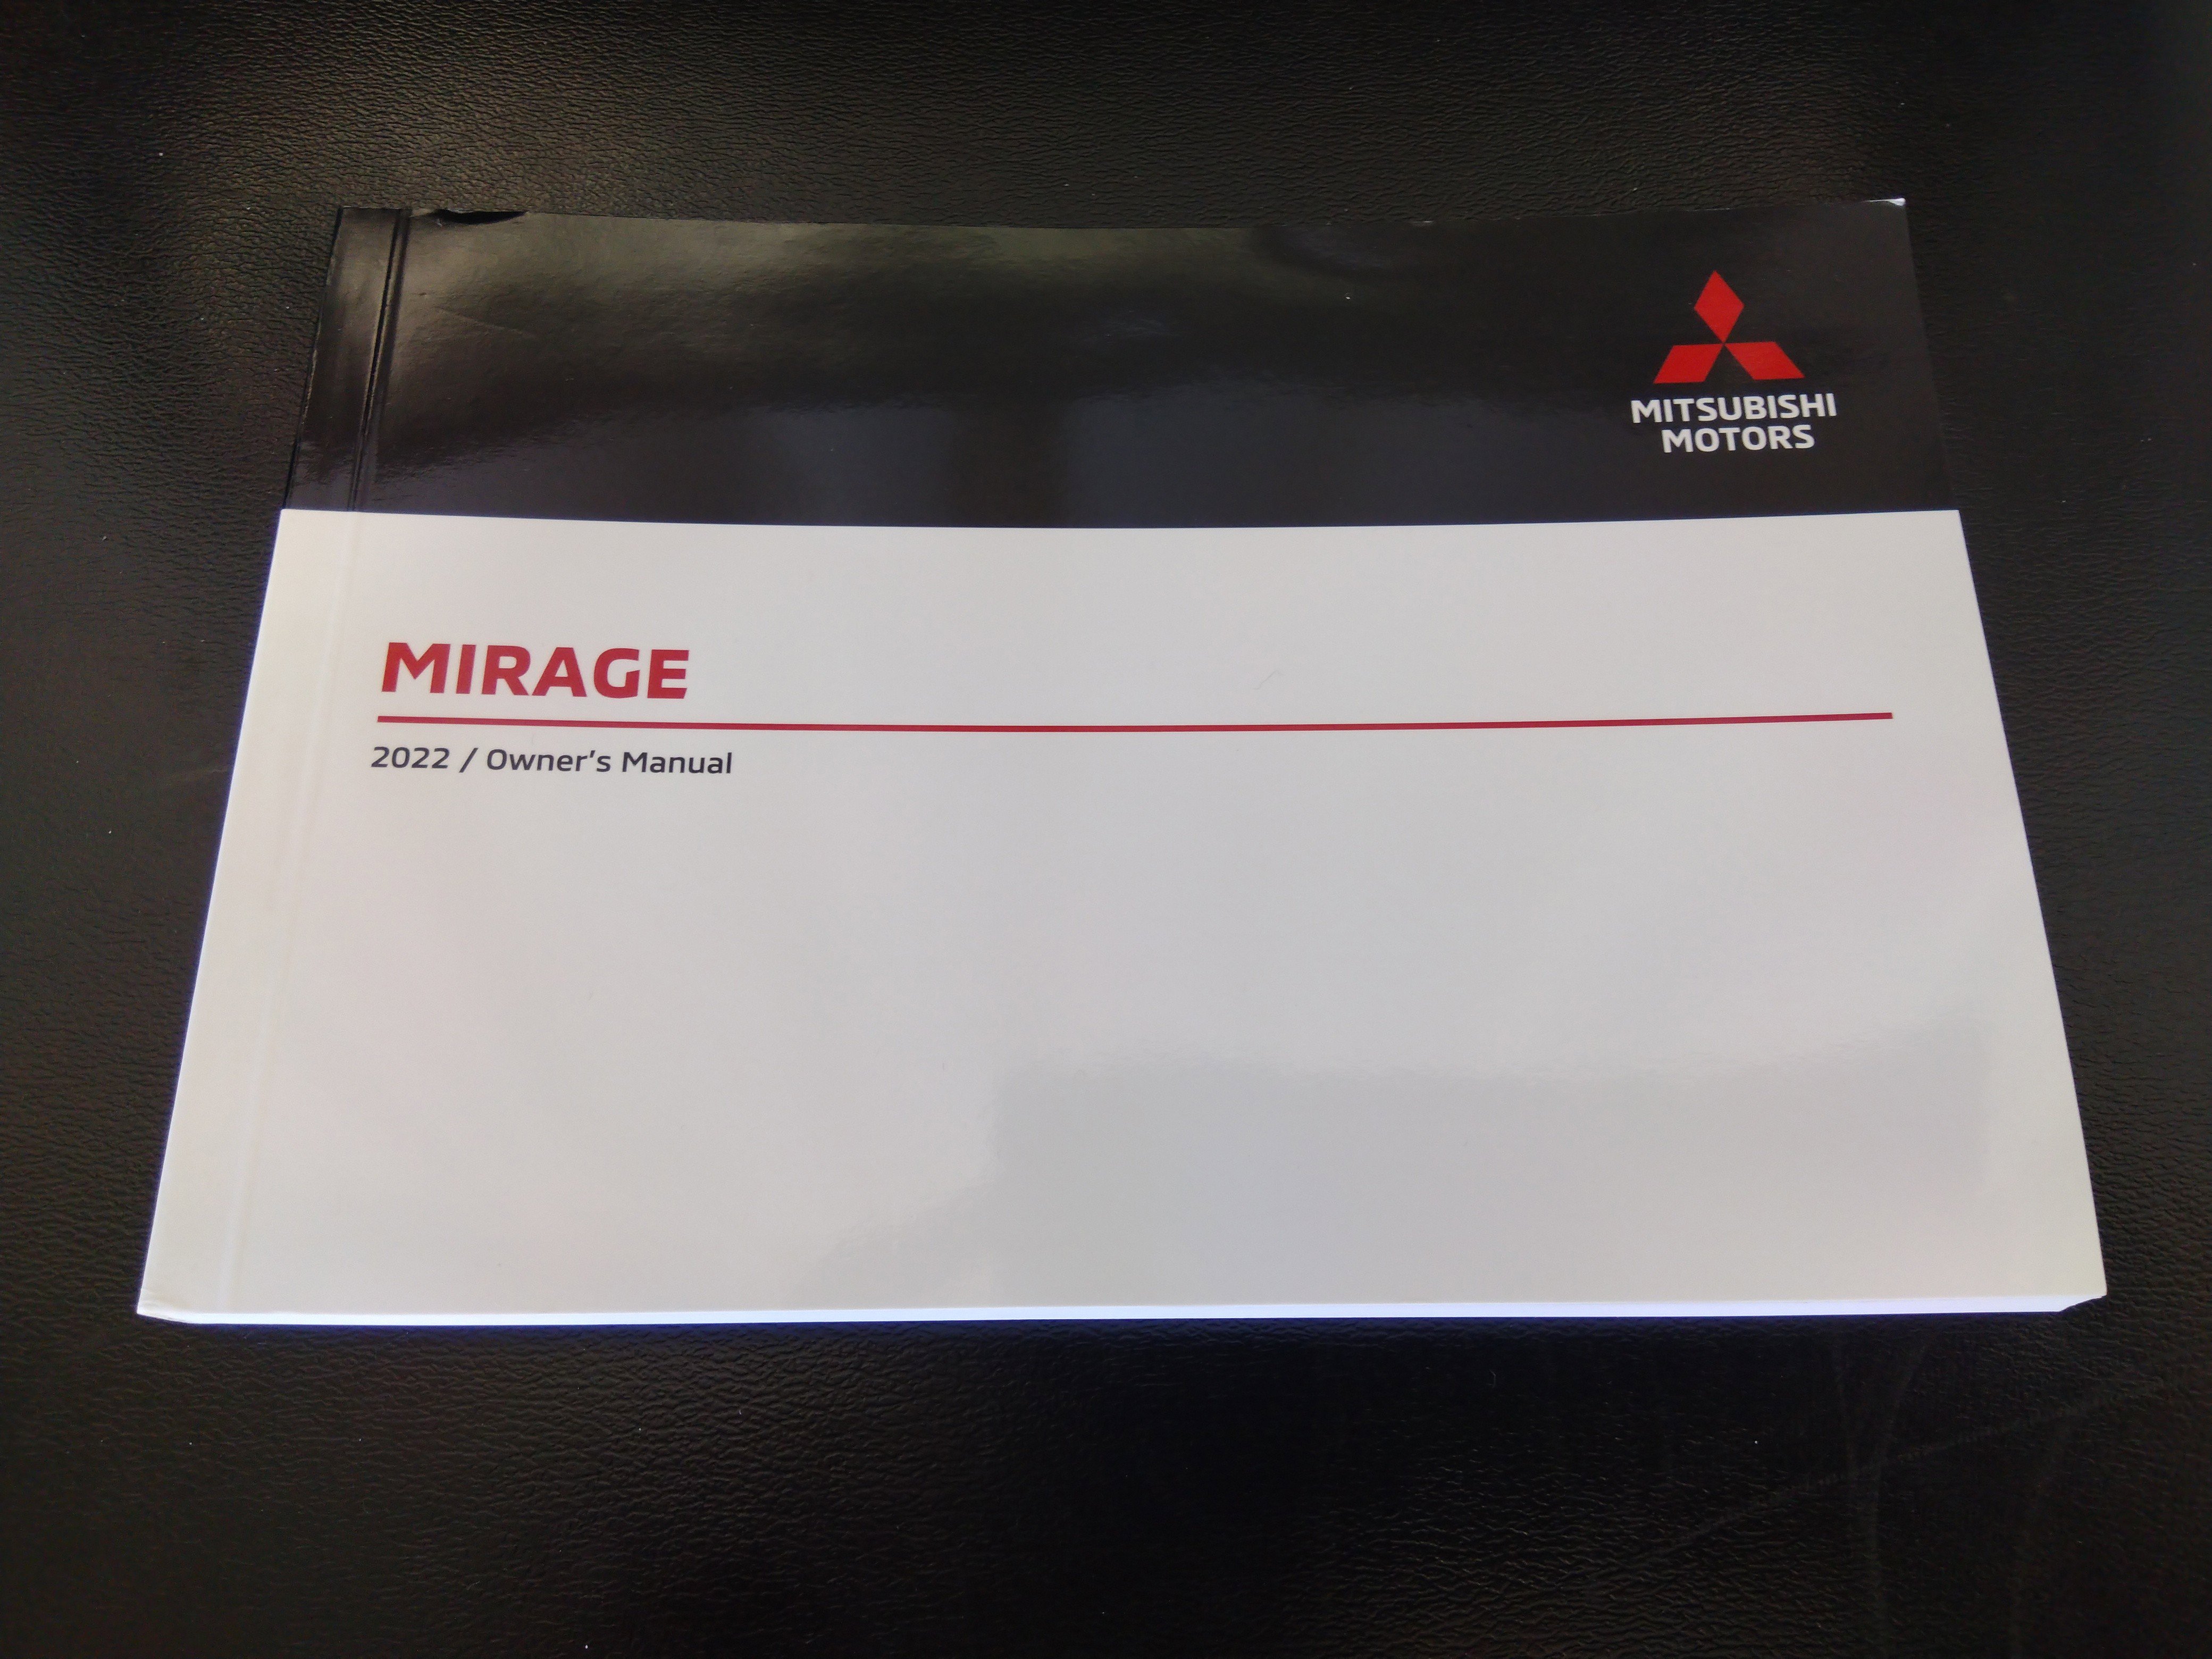 MITSUBISHI
MOTORS
MIRAGE
2022 / Owner’s Manual